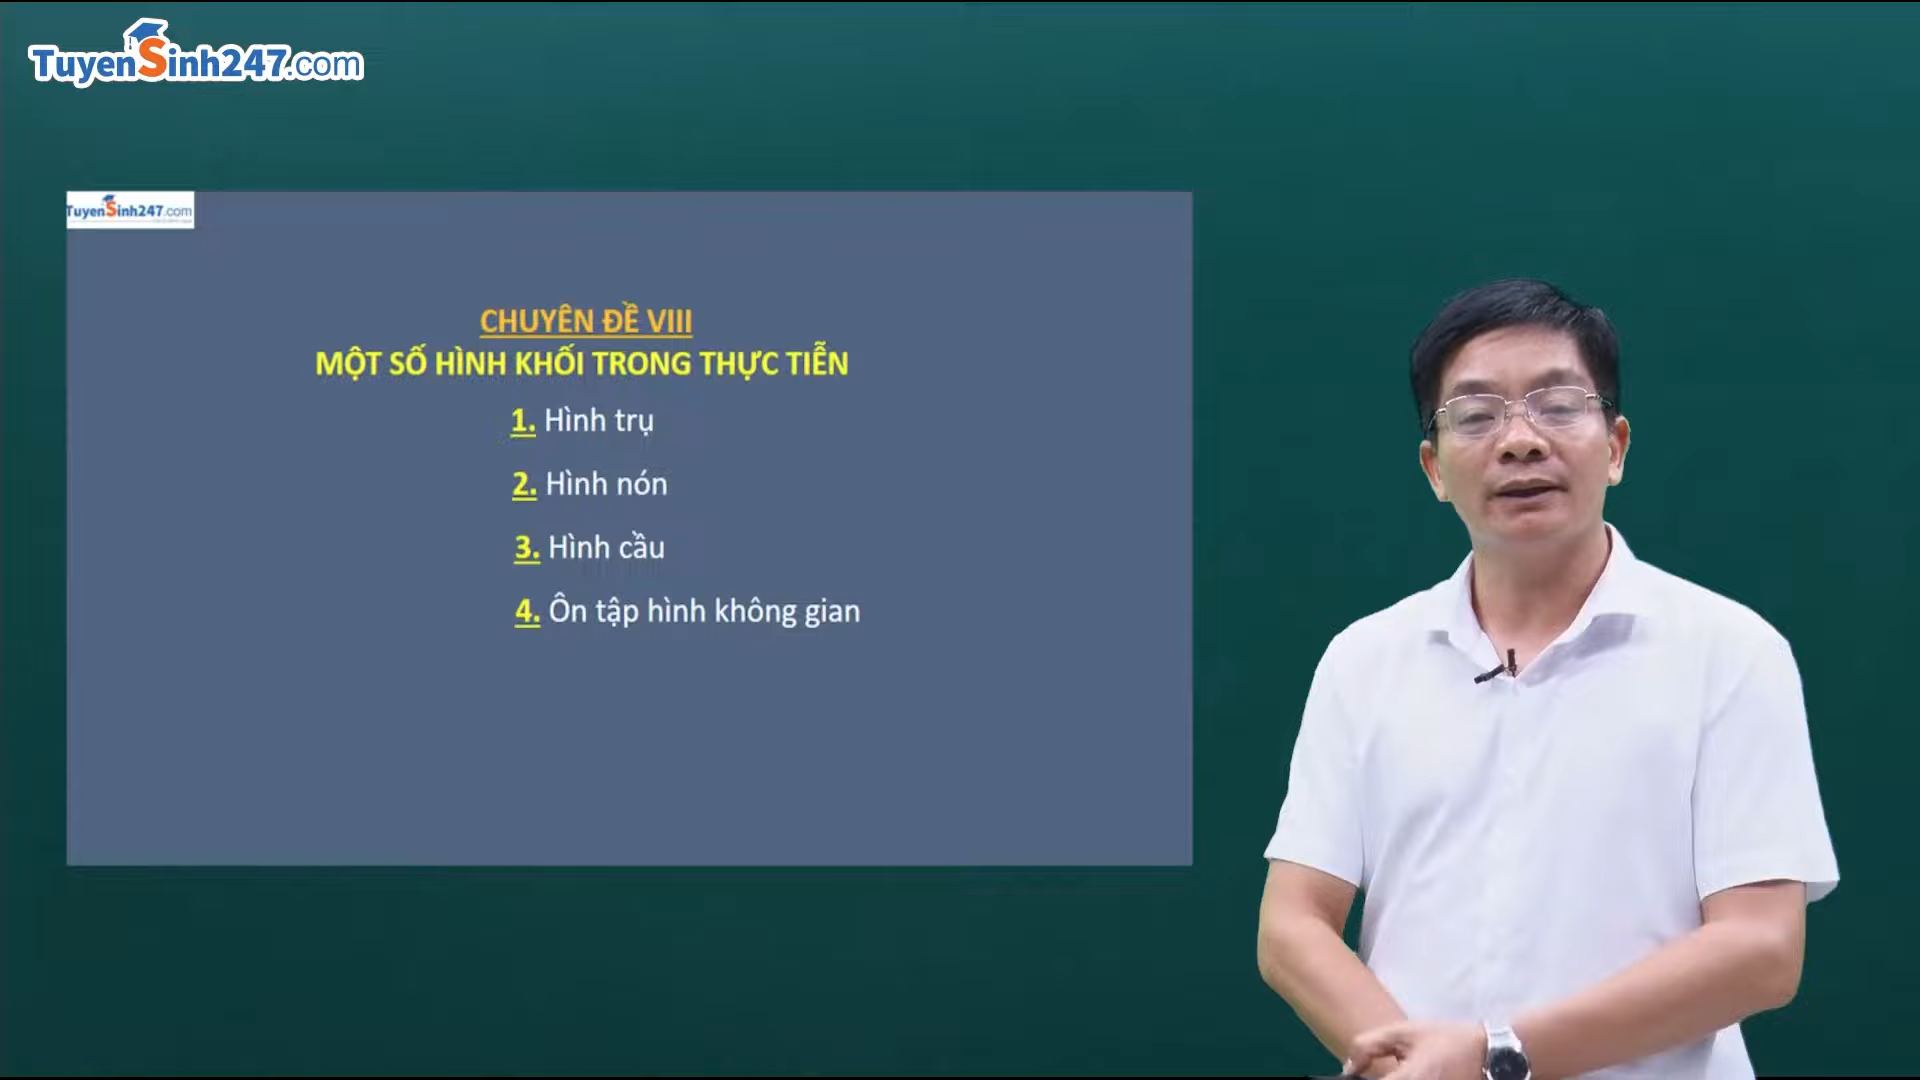 TuyenSinh247.com
TuyenSinh247.com
CHUYÊN ĐỀ VIII
MỘT SỐ HÌNH KHỐI TRONG THỰC TIỄN
1. Hình trụ
2. Hình nón
3. Hình cầu
4. Ôn tập hình không gian